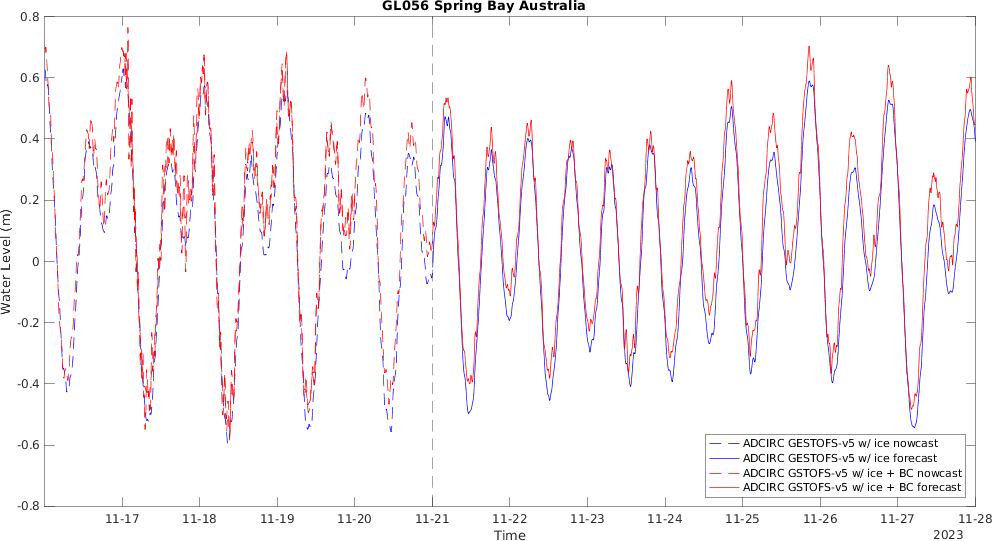 GL056 Spring Bay Australia
Water Level (m)
0.8
0.6
0.4
0.2
0
-0.2
-0.4
-0.6
-0.8
11-17 11-18 11-19 11-20 11-21 11-22 11-23 11-24 11-25 11-26 11-27 11-28
Time
2023
ADCIRC GESTOFS-v5 w/ ice nowcast
ADCIRC GESTOFS-v5 w/ ice forecast
ADCIRC GSTOFS-v5 w/ ice + BC nowcast
ADCIRC GSTOFS-v5 w/ ice + BC forecast